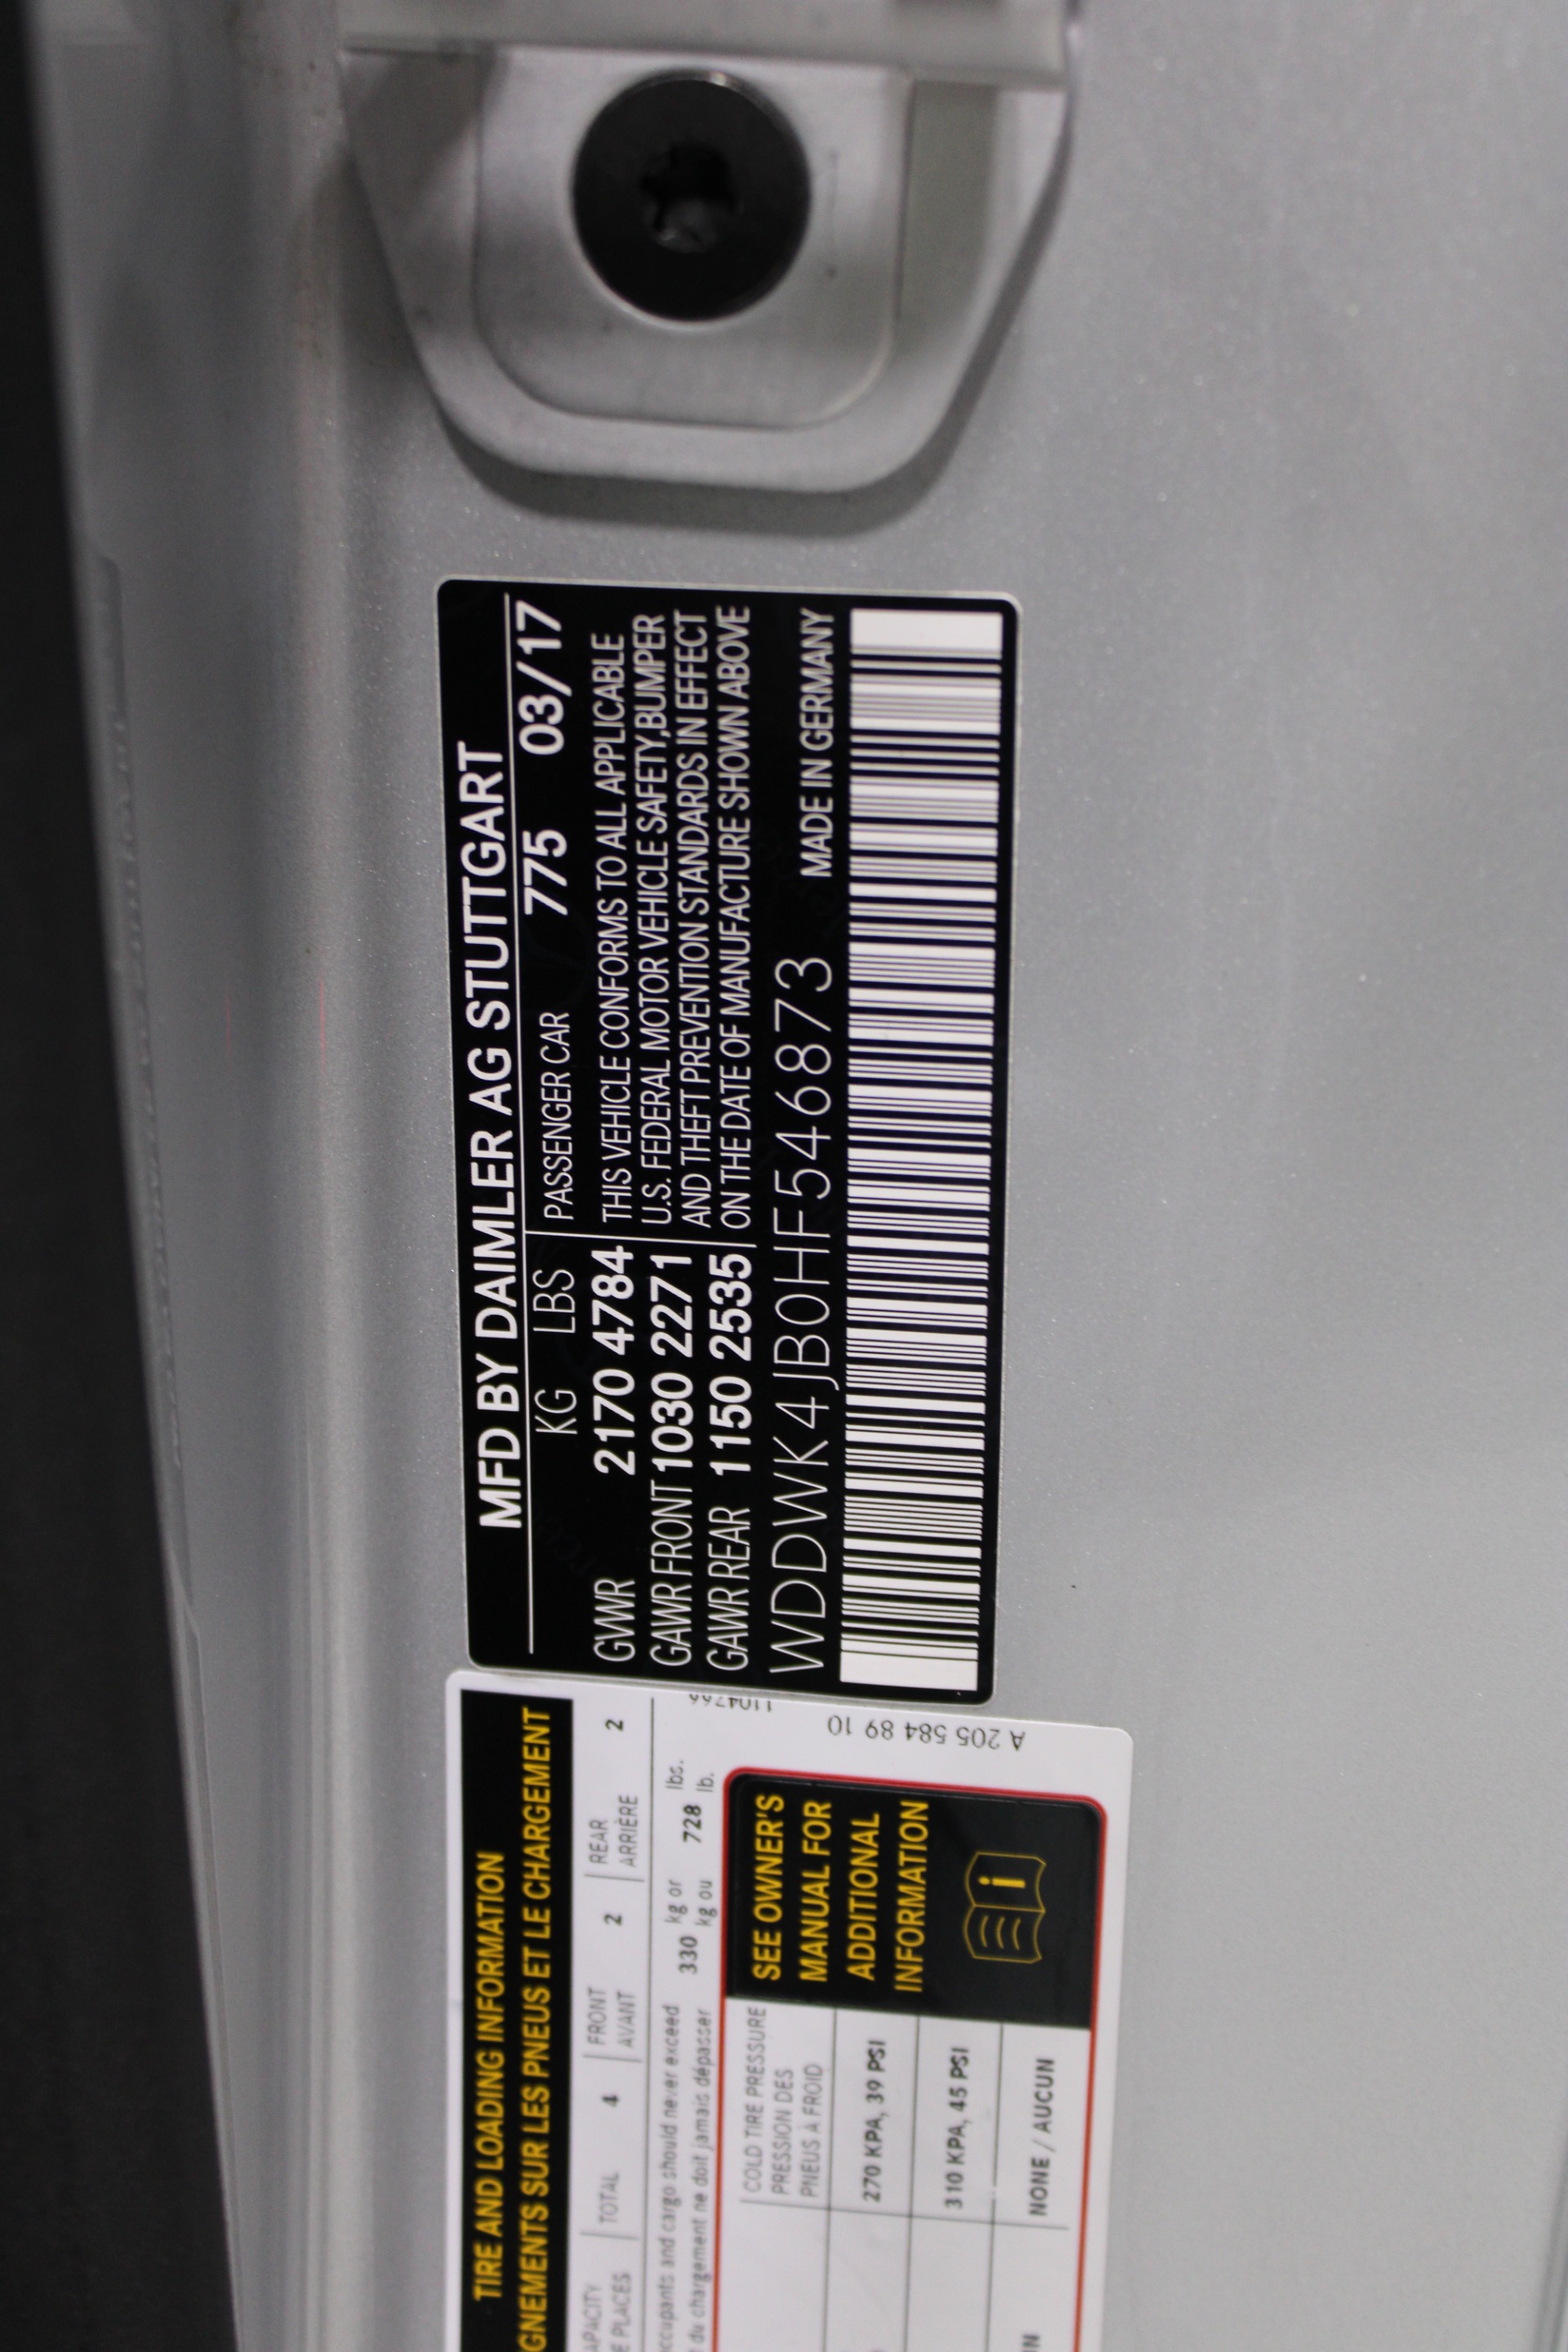 MFD BY DAIMLER AG STUTTGART
KG LBS PASSENGER CAR 775 03/17
GVWR 2170 4784
GAWR FRONT 1030 2271
GAWR REAR 1150 2535
THIS VEHICLE CONFORMS TO ALL APPLICABLE
U.S. FEDERAL MOTOR VEHICLE SAFETY,BUMPER
AND THEFT PREVENTION STANDARDS IN EFFECT
ON THE DATE OF MANUFACTURE SHOWN ABOVE
WDDWK4JB0HF546873 MADE IN GERMANY
TIRE AND LOADING INFORMATION
GNEMENTS SUR LES PNEUS ET LE CHARGEMENT
APACITY TOTAL 4 FRONT 2 REAR 2
E PLACES AVANT ARRIÈRE
ccupants and cargo should never exceed 330 kg or 728 lbs.
du chargement ne doit jamais dépasser kg ou lb.
1104766
A 205 584 89 10
COLD TIRE PRESSURE
PRESSION DES
PNEUS À FROID
270 KPA, 39 PSI
310 KPA, 45 PSI
NONE / AUCUN
SEE OWNER'S
MANUAL FOR
ADDITIONAL
INFORMATION
i